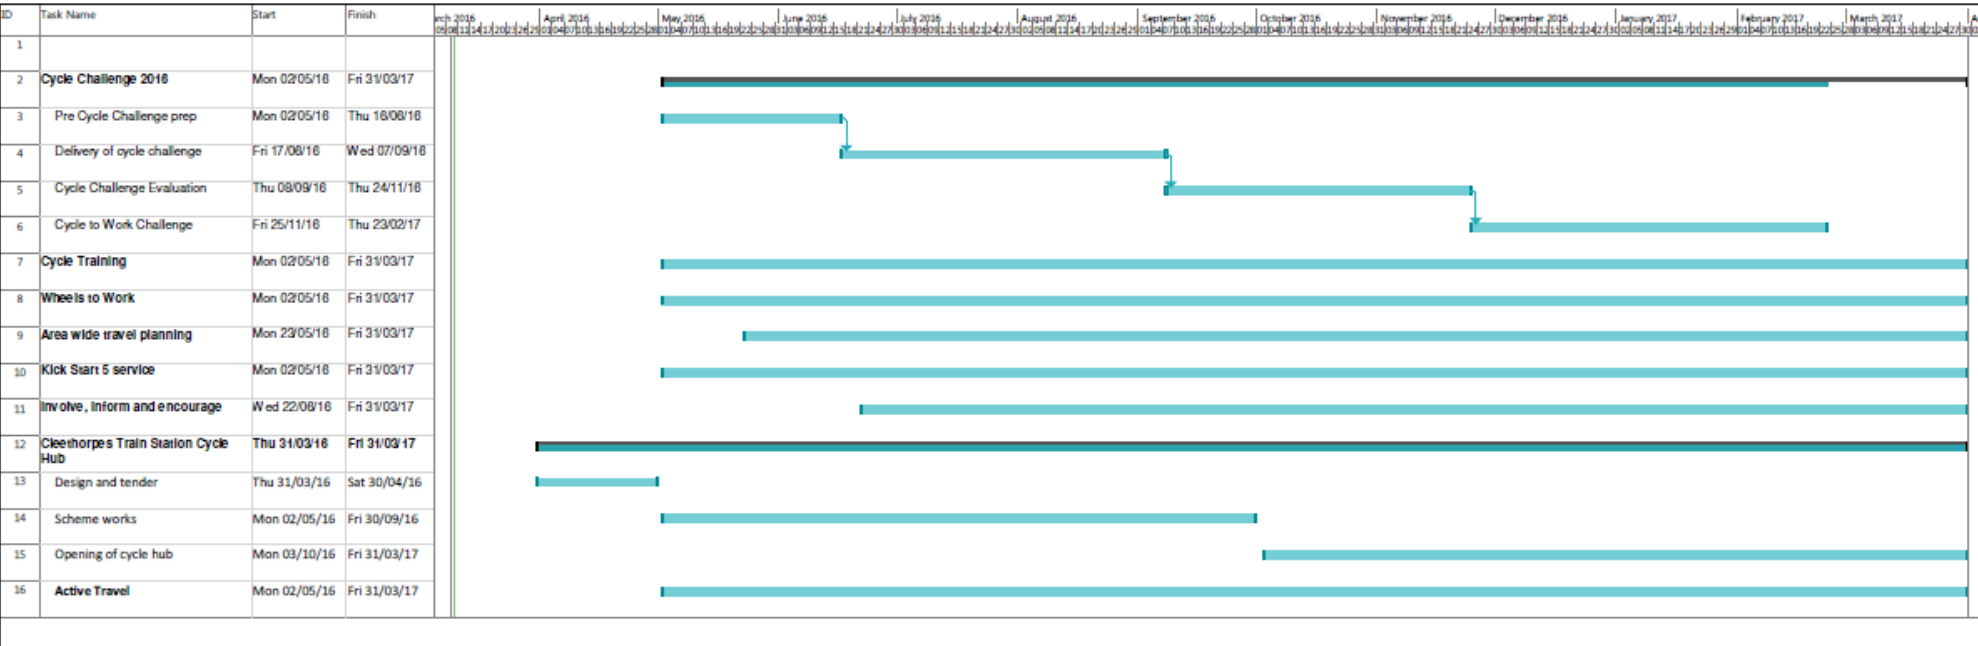 ID Task Name Start Finish rch 2016 April 2016 May 2016 June 2016 July 2016 August 2016 September 2016 October 2016 November 2016 December 2016 January 2017 February 2017 March 2017 A
1
2 Cycle Challenge 2016 Mon 02/05/16 Fri 31/03/17
3 Pre Cycle Challenge prep Mon 02/05/16 Thu 16/06/16
4 Delivery of cycle challenge Fri 17/06/16 Wed 07/09/16
5 Cycle Challenge Evaluation Thu 08/09/16 Thu 24/11/16
6 Cycle to Work Challenge Fri 25/11/16 Thu 23/02/17
7 Cycle Training Mon 02/05/16 Fri 31/03/17
8 Wheels to Work Mon 02/05/16 Fri 31/03/17
9 Area wide travel planning Mon 23/05/16 Fri 31/03/17
10 Kick Start 5 service Mon 02/05/16 Fri 31/03/17
11 Involve, Inform and encourage Wed 22/06/16 Fri 31/03/17
12 Cleethorpes Train Station Cycle Thu 31/03/16 Fri 31/03/17
Hub
13 Design and tender Thu 31/03/16 Sat 30/04/16
14 Scheme works Mon 02/05/16 Fri 30/09/16
15 Opening of cycle hub Mon 03/10/16 Fri 31/03/17
16 Active Travel Mon 02/05/16 Fri 31/03/17